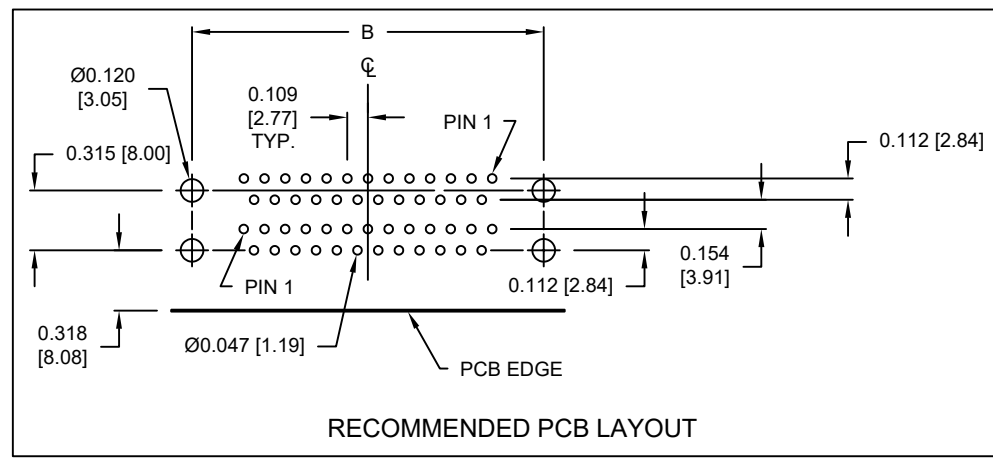 B
℄
Ø0.120
[3.05]
0.109
[2.77]
TYP.
PIN 1
0.112 [2.84]
0.315 [8.00]
0.154
[3.91]
PIN 1
0.112 [2.84]
0.318
[8.08]
Ø0.047 [1.19]
PCB EDGE
RECOMMENDED PCB LAYOUT